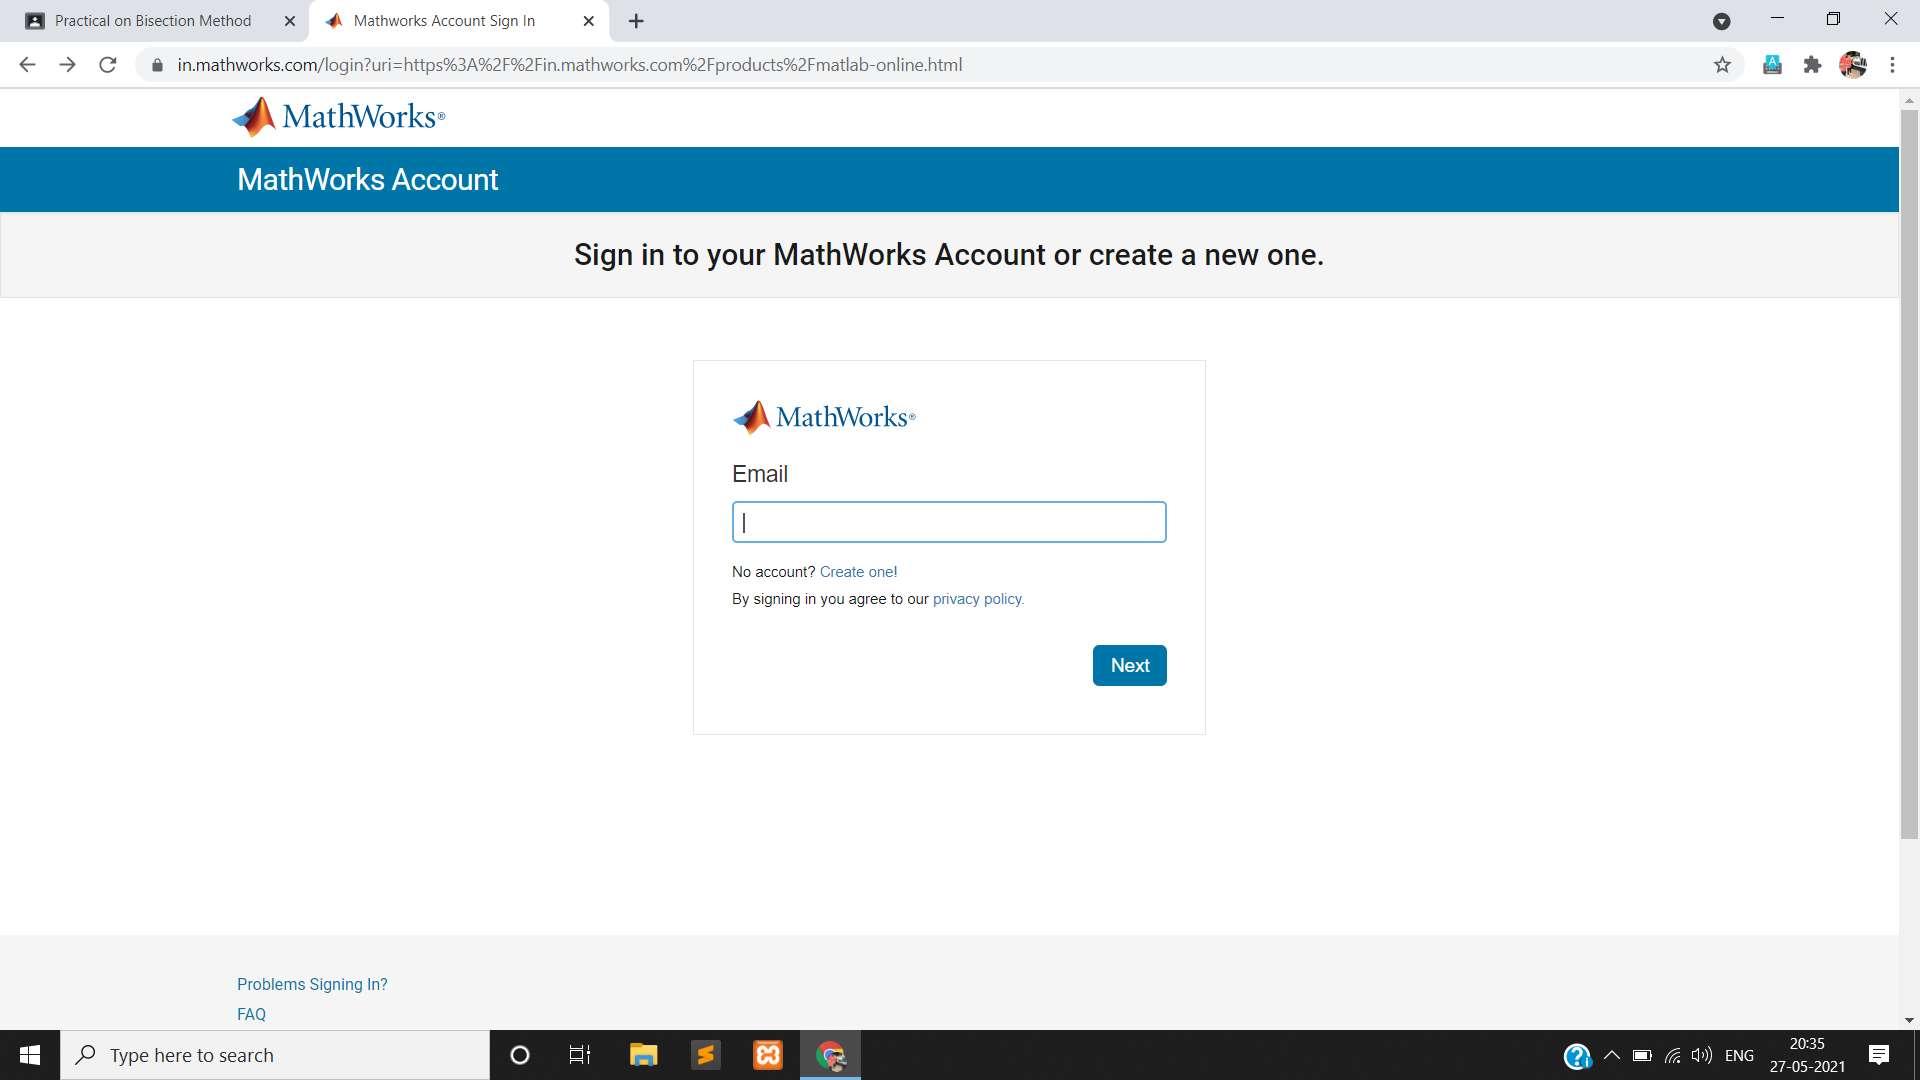 Practical on Bisection Method
Mathworks Account Sign In
in.mathworks.com/login?uri=https%3A%2F%2Fin.mathworks.com%2Fproducts%2Fmatlab-online.html
MathWorks®
MathWorks Account
Sign in to your MathWorks Account or create a new one.
MathWorks®
Email
No account? Create one!
By signing in you agree to our privacy policy.
Next
Problems Signing In?
FAQ
Type here to search
ENG
20:35
27-05-2021